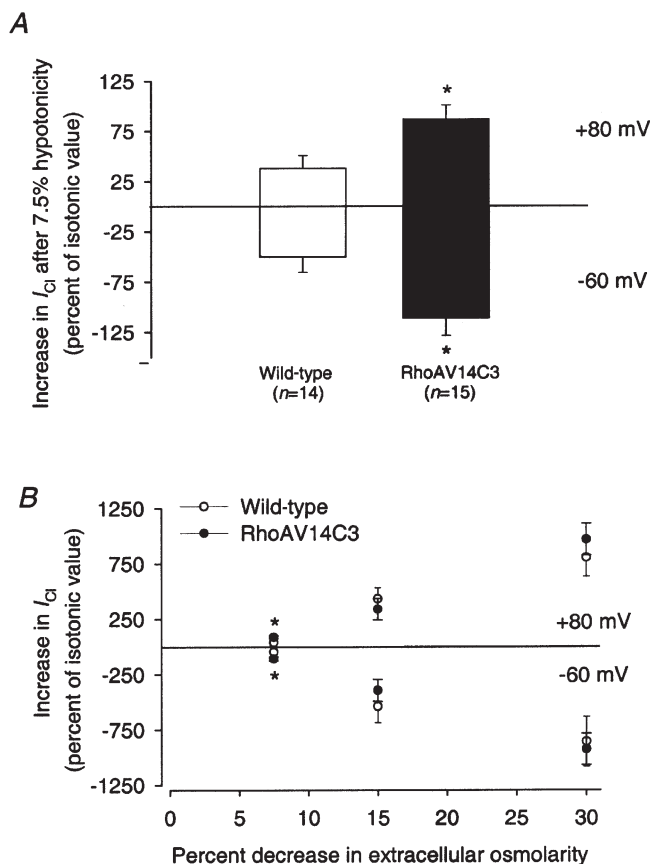 A
Increase in ICl after 7.5% hypotonicity
(percent of isotonic value)
125
75
25
-25
-75
-125
*
+80 mV
-60 mV
*
Wild-type
(n=14)
RhoAV14C3
(n=15)
B
Increase in ICl
(percent of isotonic value)
1250
750
250
-250
-750
-1250
Wild-type
RhoAV14C3
*
*
+80 mV
-60 mV
0 5 10 15 20 25 30
Percent decrease in extracellular osmolarity